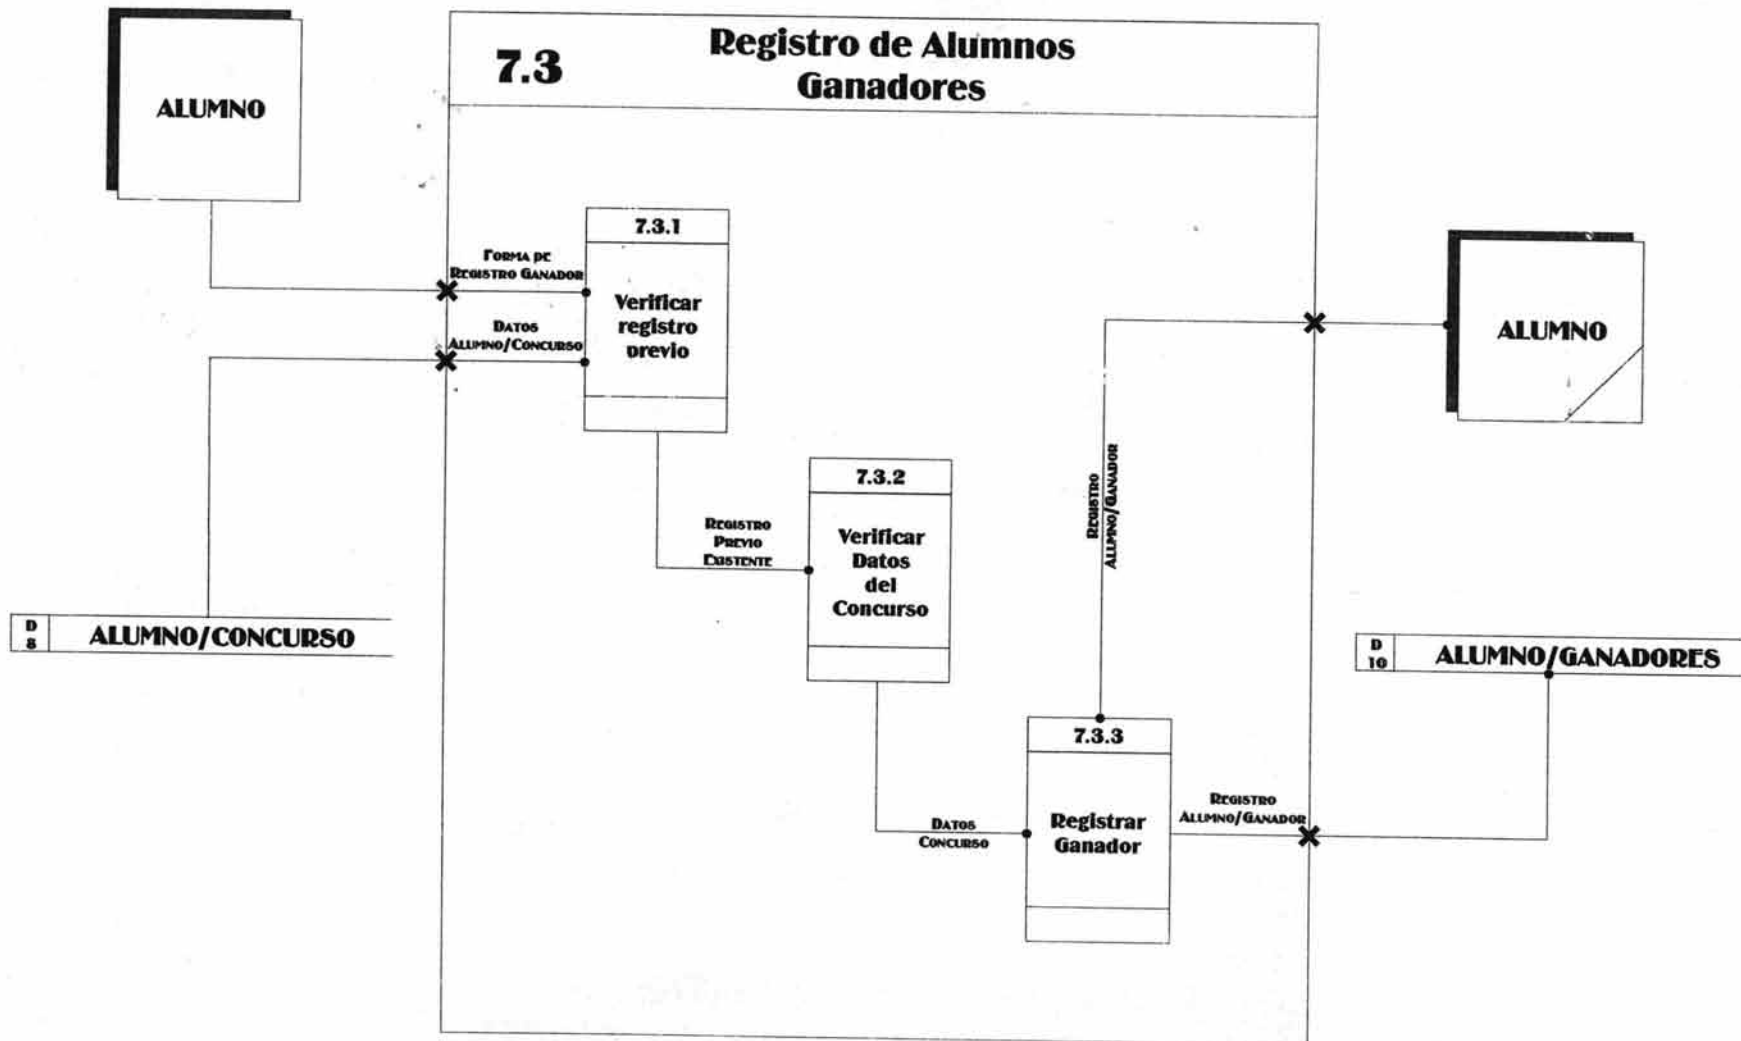 7.3
Registro de Alumnos
Ganadores
ALUMNO
7.3.1
Verificar
registro
previo
FORMA DE
REGISTRO GANADOR
DATOS
ALUMNO/CONCURSO
ALUMNO
7.3.2
Verificar
Datos
del
Concurso
REGISTRO
PREVIO
EXISTENTE
REGISTRO
ALUMNO/GANADOR
D
8
ALUMNO/CONCURSO
D
10
ALUMNO/GANADORES
7.3.3
Registrar
Ganador
DATOS
CONCURSO
REGISTRO
ALUMNO/GANADOR